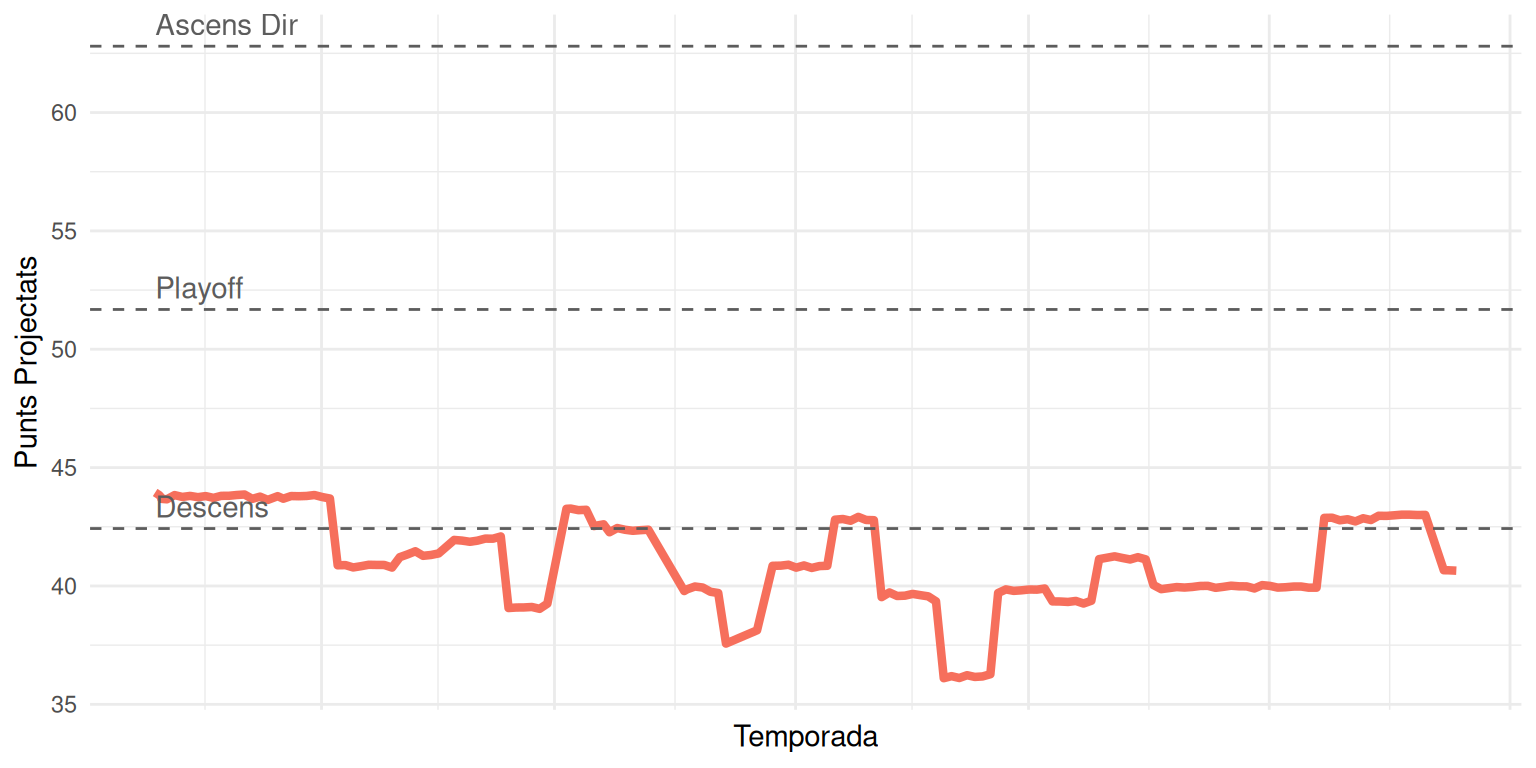 Ascens Dir
60
55
Playoff
50
45
Descens
40
35
Punts Projectats
Temporada